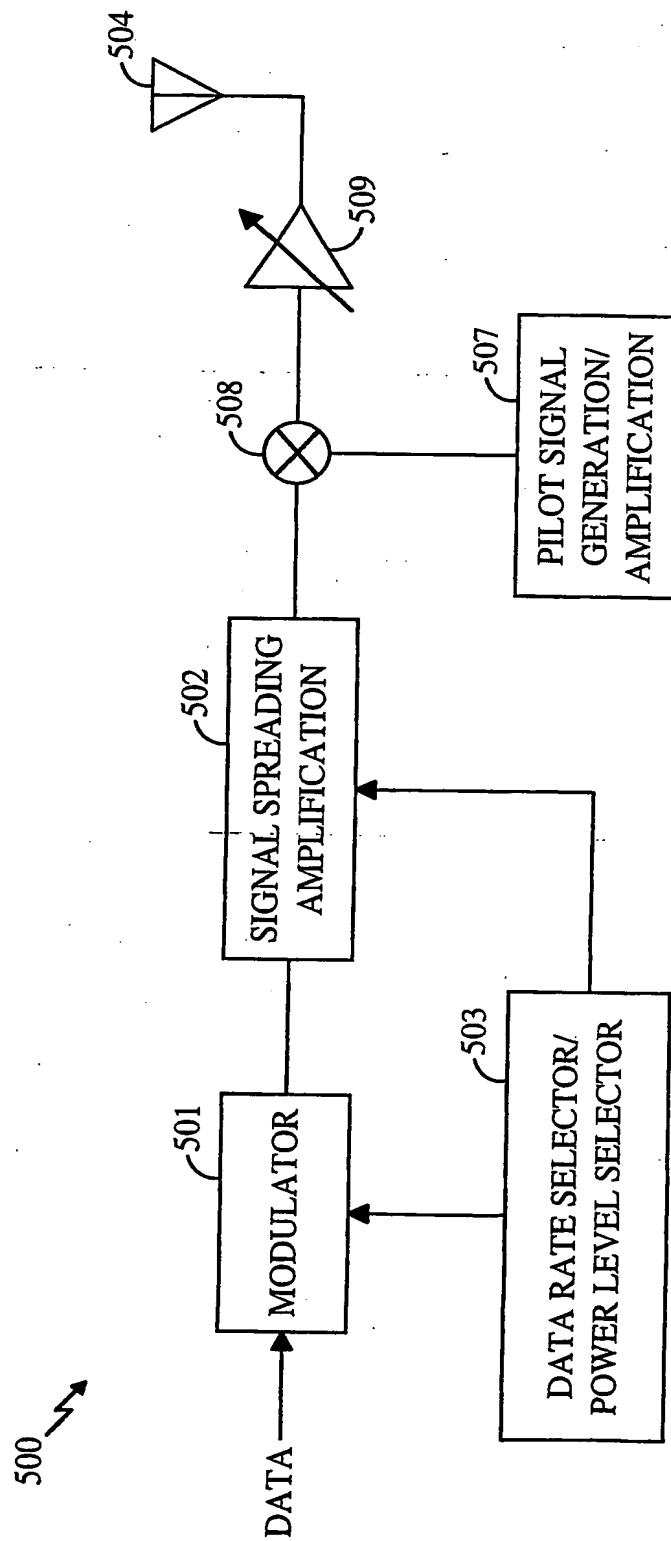 500
DATA
501
MODULATOR
502
SIGNAL SPREADING
AMPLIFICATION
503
DATA RATE SELECTOR/
POWER LEVEL SELECTOR
508
507
PILOT SIGNAL
GENERATION/
AMPLIFICATION
509
504